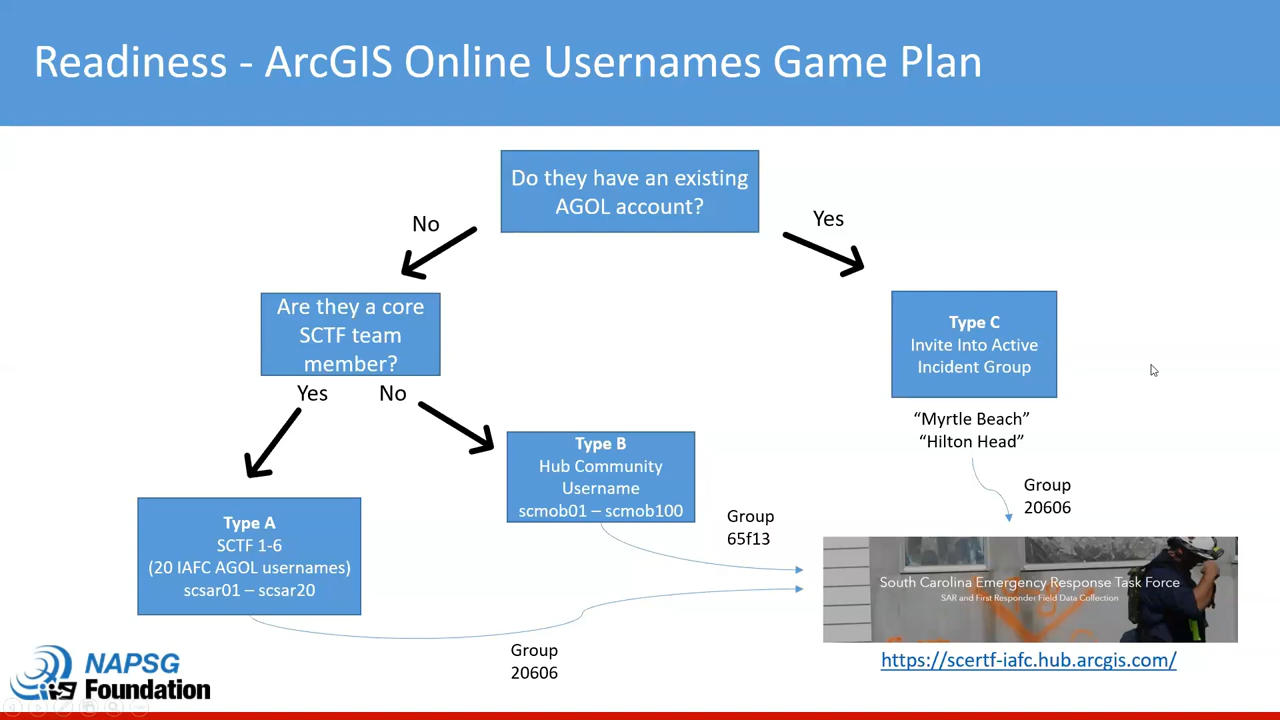 Readiness - ArcGIS Online Usernames Game Plan
Do they have an existing
AGOL account?
No
Yes
Are they a core
SCTF team
member?
Type C
Invite Into Active
Incident Group
Yes
No
“Myrtle Beach”
“Hilton Head”
Type B
Hub Community
Username
scmob01 – scmob100
Group
20606
Group
65f13
Type A
SCTF 1-6
(20 IAFC AGOL usernames)
scsar01 – scsar20
South Carolina Emergency Response Task Force
SAR and First Responder Field Data Collection
Group
20606
https://scertf-iafc.hub.arcgis.com/
NAPSG
Foundation